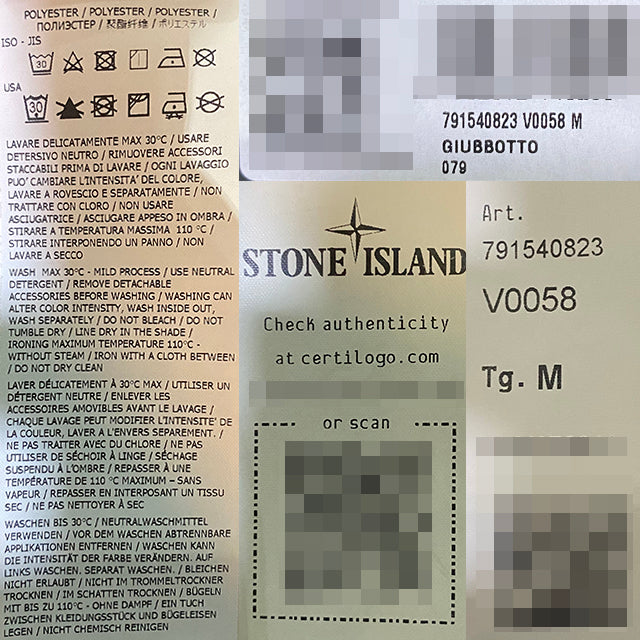 POLYESTER / POLYESTER / POLYESTER /
ПОЛИЭСТЕР / 聚酯纤维 / ポリエステル
ISO - JIS
30
USA
30
LAVARE DELICATAMENTE MAX 30°C / USARE
DETERSIVO NEUTRO / RIMUOVERE ACCESSORI
STACCABILI PRIMA DI LAVARE / OGNI LAVAGGIO
PUO' CAMBIARE L'INTENSITA' DEL COLORE,
LAVARE A ROVESCIO E SEPARATAMENTE / NON
TRATTARE CON CLORO / NON USARE
ASCIUGATRICE / ASCIUGARE APPESO IN OMBRA /
STIRARE A TEMPERATURA MASSIMA 110 °C /
STIRARE INTERPONENDO UN PANNO / NON
LAVARE A SECCO
WASH MAX 30°C - MILD PROCESS / USE NEUTRAL
DETERGENT / REMOVE DETACHABLE
ACCESSORIES BEFORE WASHING / WASHING CAN
ALTER COLOR INTENSITY, WASH INSIDE OUT,
WASH SEPARATELY / DO NOT BLEACH / DO NOT
TUMBLE DRY / LINE DRY IN THE SHADE /
IRONING MAXIMUM TEMPERATURE 110°C -
WITHOUT STEAM / IRON WITH A CLOTH BETWEEN
/ DO NOT DRY CLEAN
LAVER DÉLICATEMENT À 30°C MAX / UTILISER UN
DÉTERGENT NEUTRE / ENLEVER LES
ACCESSOIRES AMOVIBLES AVANT LE LAVAGE /
CHAQUE LAVAGE PEUT MODIFIER L'INTENSITE' DE
LA COULEUR, LAVER A L'ENVERS SEPAREMENT. /
NE PAS TRAITER AVEC DU CHLORE / NE PAS
UTILISER DE SÉCHOIR À LINGE / SÉCHAGE
SUSPENDU À L'OMBRE / REPASSER À UNE
TEMPÉRATURE DE 110 °C MAXIMUM – SANS
VAPEUR / REPASSER EN INTERPOSANT UN TISSU
SEC / NE PAS NETTOYER À SEC
WASCHEN BIS 30°C / NEUTRALWASCHMITTEL
VERWENDEN / VOR DEM WASCHEN ABTRENNBARE
APPLIKATIONEN ENTFERNEN / WASCHEN KANN
DIE INTENSITÄT DER FARBE VERÄNDERN. AUF
LINKS WASCHEN. SEPARAT WASCHEN. / BLEICHEN
NICHT ERLAUBT / NICHT IM TROMMELTROCKNER
TROCKNEN / IM SCHATTEN TROCKNEN / BÜGELN
MIT BIS ZU 110°C - OHNE DAMPF / EIN TUCH
ZWISCHEN KLEIDUNGSSTÜCK UND BÜGELEISEN
LEGEN / NICHT CHEMISCH REINIGEN
791540823 V0058 M
GIUBBOTTO
079
STONE ISLAND
Check authenticity
at certilogo.com
or scan
Art.
791540823
V0058
Tg. M